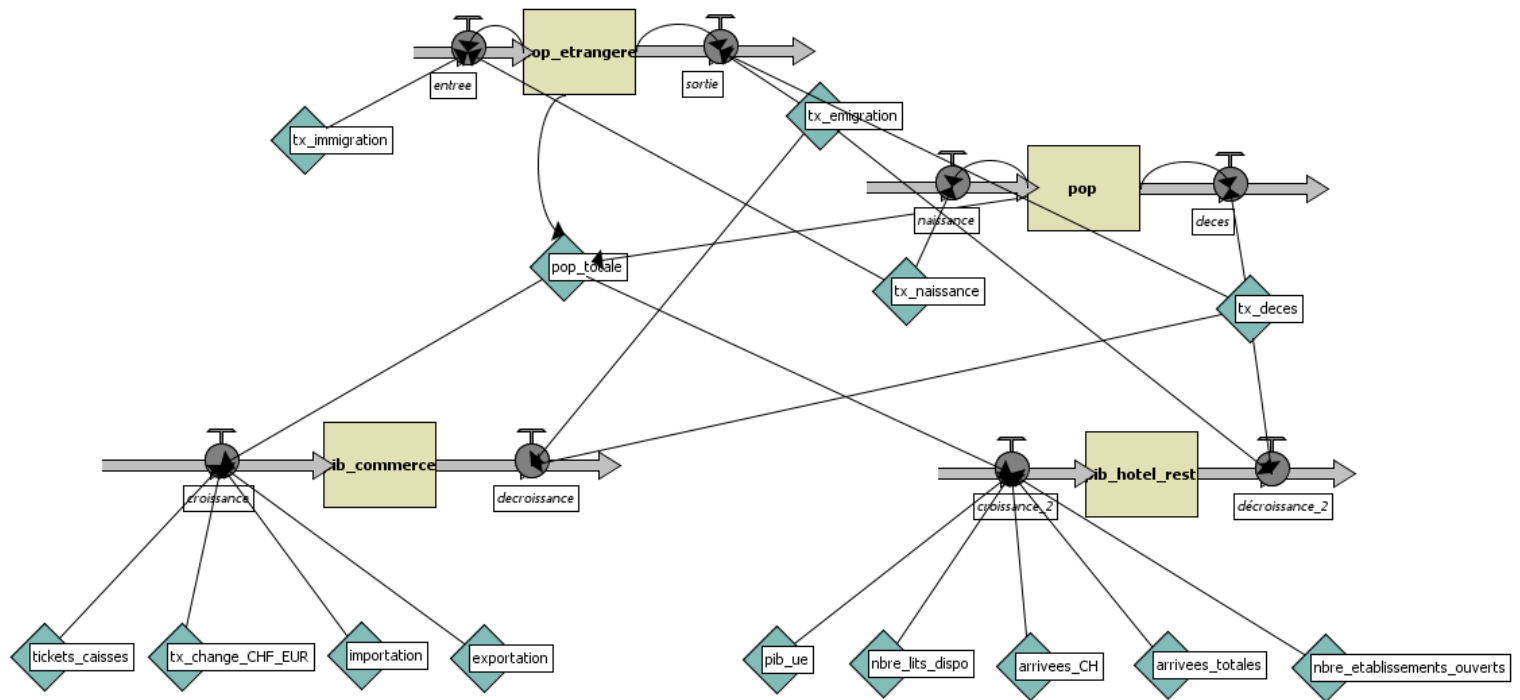 op_etrangere
entree
sortie
tx_immigration
tx_emigration
pop
naissance
deces
pop_totale
tx_naissance
tx_deces
ib_commerce
croissance
decroissance
ib_hotel_rest
croissance_2
décroissance_2
tickets_caisses
tx_change_CHF_EUR
importation
exportation
pib_ue
nbre_lits_dispo
arrivees_CH
arrivees_totales
nbre_etablissements_ouverts